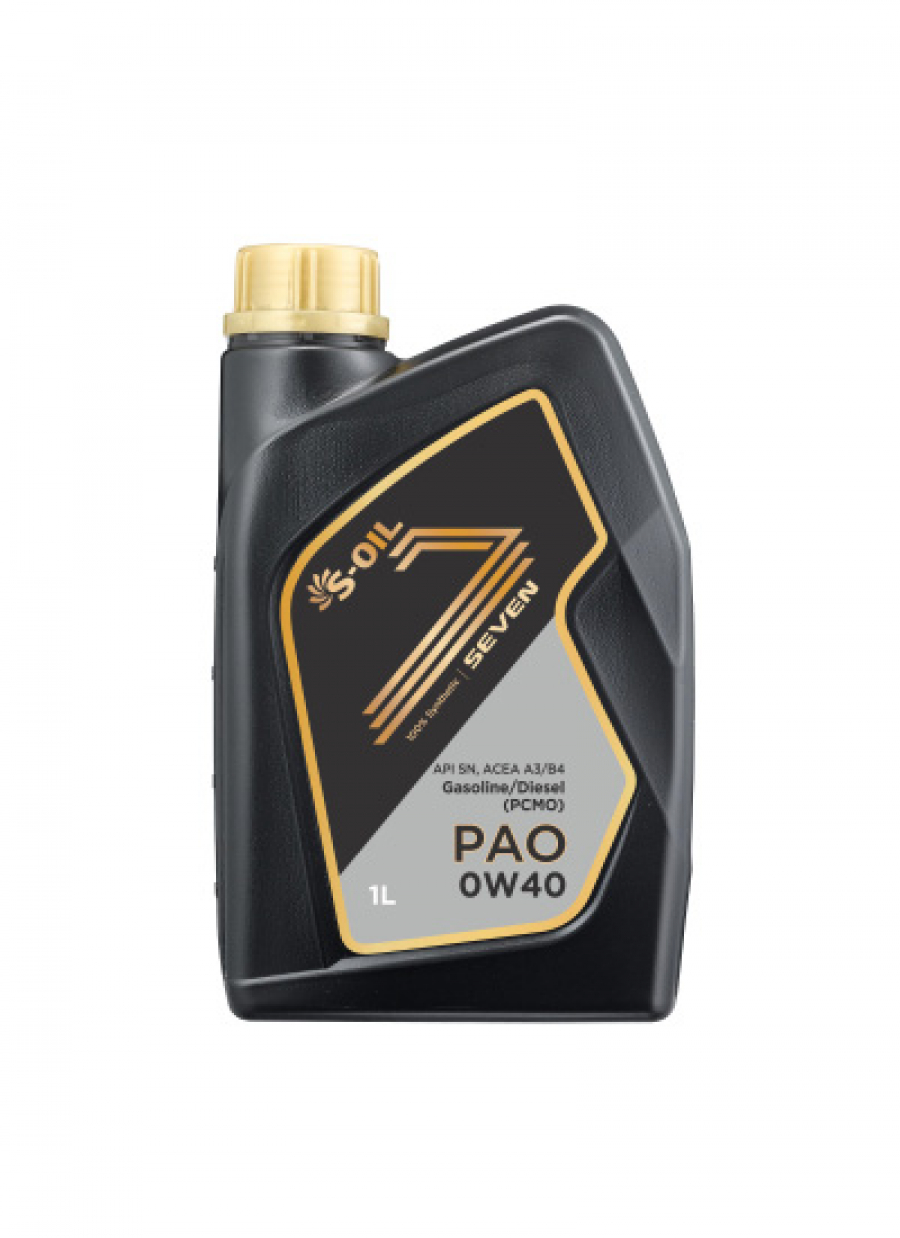 S-OIL
7
SEVEN
100% Synthetic
API SN, ACEA A3/B4
Gasoline/Diesel
(PCMO)
PAO
0W40
1L